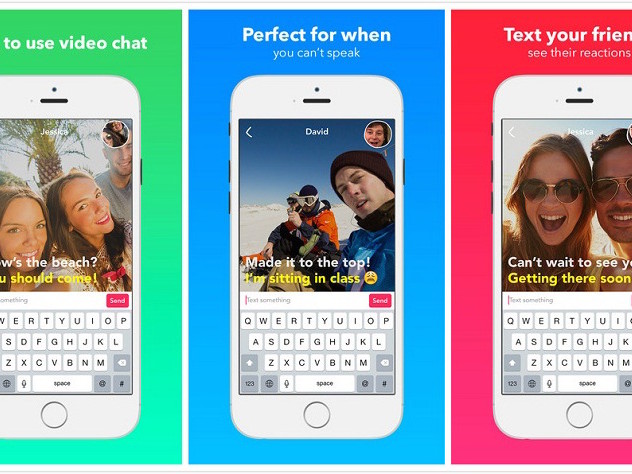 to use video chat
Jessica
ow's the beach?
u should come!
something
Send
W E R T Y U I O P
A S D F G H J K L
Z X C V B N M
space
@ #
Perfect for when
you can't speak
David
Made it to the top!
I'm sitting in class 😩
Text something
Send
Q W E R T Y U I O P
A S D F G H J K L
Z X C V B N M
123
space
@ #
Text your frien
see their reactions
Jessica
Can't wait to see yo
Getting there soon
Text something
Q W E R T Y U I O
A S D F G H J K L
Z X C V B N M
123
space
@